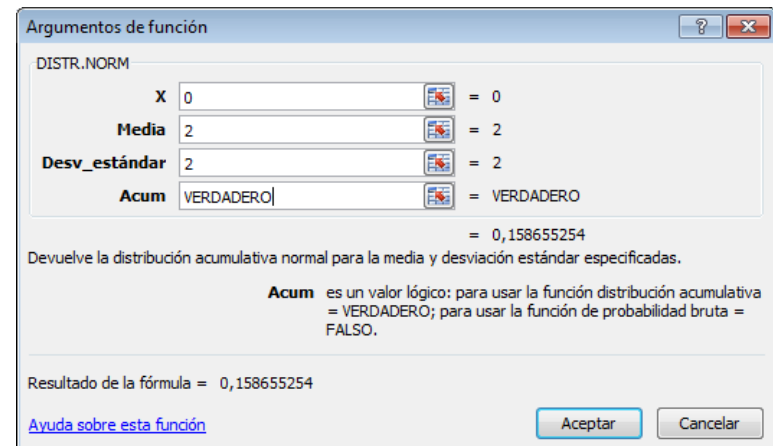 Argumentos de función
DISTR.NORM
X 0 = 0
Media 2 = 2
Desv_estándar 2 = 2
Acum VERDADERO = VERDADERO
= 0,158655254
Devuelve la distribución acumulativa normal para la media y desviación estándar especificadas.
Acum es un valor lógico: para usar la función distribución acumulativa
= VERDADERO; para usar la función de probabilidad bruta =
FALSO.
Resultado de la fórmula = 0,158655254
Ayuda sobre esta función Aceptar Cancelar